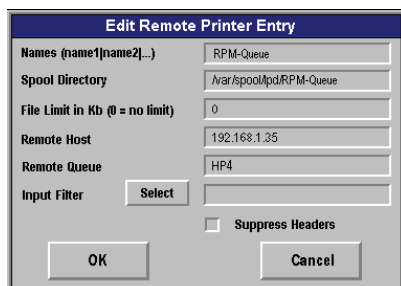 Edit Remote Printer Entry
Names (name1|name2|...) RPM-Queue
Spool Directory /var/spool/lpd/RPM-Queue
File Limit in Kb (0 = no limit) 0
Remote Host 192.168.1.35
Remote Queue HP4
Input Filter Select
Suppress Headers
OK Cancel